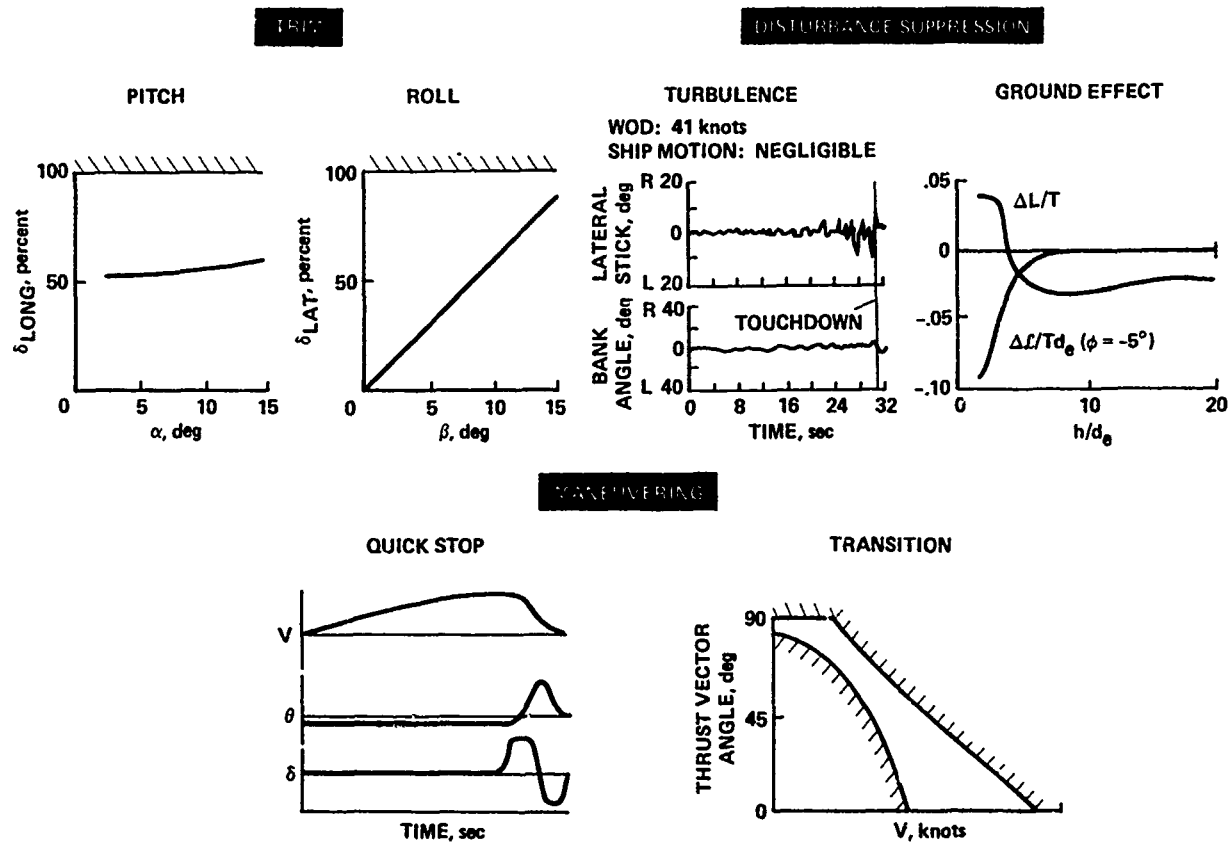 TRIM
PITCH
100
50
0
5
10
15
δLONG, percent
α, deg
ROLL
100
50
0
5
10
15
δLAT, percent
β, deg
DISTURBANCE SUPPRESSION
TURBULENCE
WOD: 41 knots
SHIP MOTION: NEGLIGIBLE
LATERAL
STICK, deg
R 20
0
L 20
BANK
ANGLE, deg
R 40
0
L 40
TOUCHDOWN
0
8
16
24
32
TIME, sec
GROUND EFFECT
.05
0
-.05
-.10
ΔL/T
Δℒ/Tde (ϕ = -5°)
0
10
20
h/de
MANEUVERING
QUICK STOP
V
θ
δ
TIME, sec
TRANSITION
THRUST VECTOR
ANGLE, deg
90
45
0
V, knots